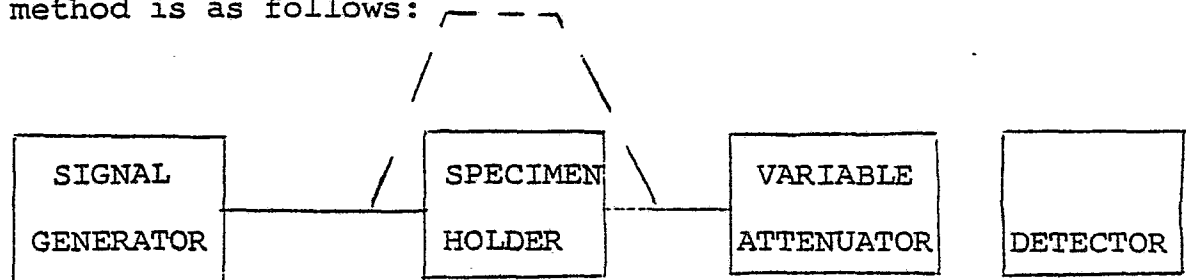 method is as follows:
SIGNAL
GENERATOR
SPECIMEN
HOLDER
VARIABLE
ATTENUATOR
DETECTOR